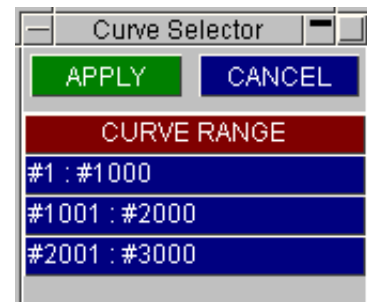 Curve Selector
APPLY CANCEL
CURVE RANGE
#1 : #1000
#1001 : #2000
#2001 : #3000